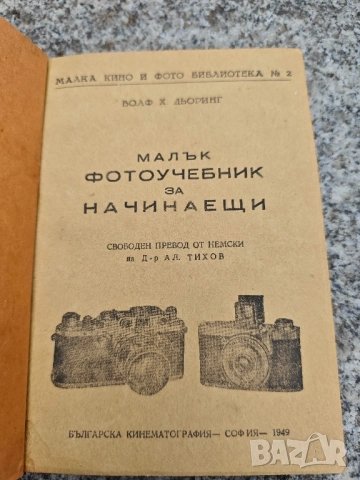 МАЛКА КИНО И ФОТО БИБЛИОТЕКА № 2
ВОЛФ Х ДЬОРИНГ
МАЛЪК
ФОТОУЧЕБНИК
ЗА
НАЧИНАЕЩИ
СВОБОДЕН ПРЕВОД ОТ НЕМСКИ
на Д-р АЛ. ТИХОВ
БЪЛГАРСКА КИНЕМАТОГРАФИЯ — СОФИЯ — 1949
BAZAR